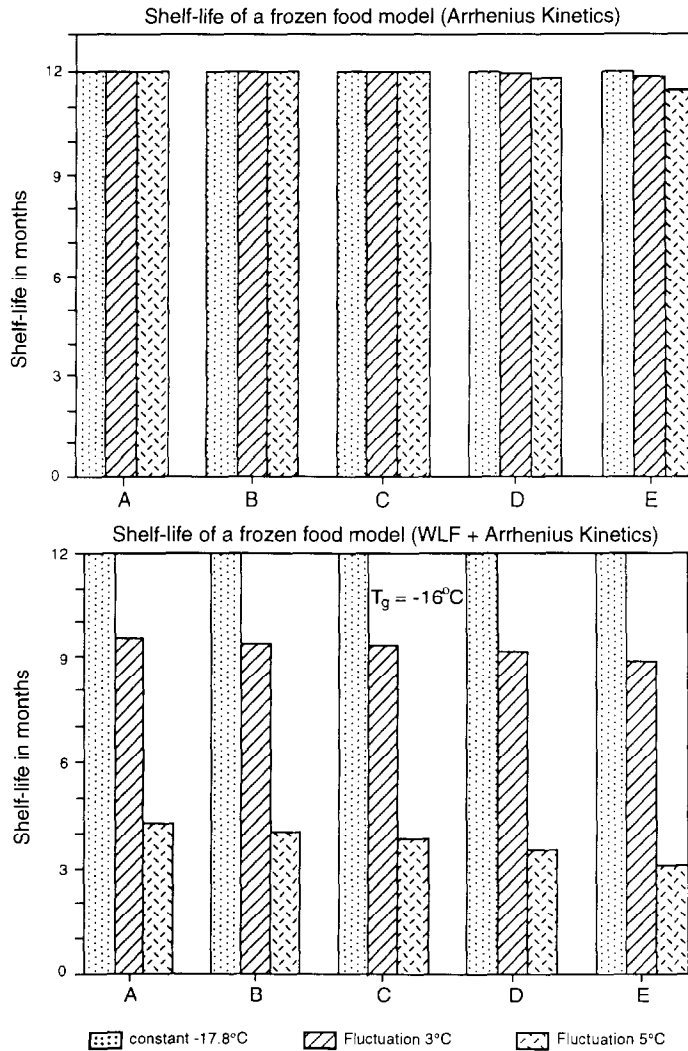 Shelf-life of a frozen food model (Arrhenius Kinetics)
12
9
6
3
0
Shelf-life in months
A B C D E
Shelf-life of a frozen food model (WLF + Arrhenius Kinetics)
12
9
6
3
0
Shelf-life in months
Tg = -16°C
A B C D E
constant -17.8°C Fluctuation 3°C Fluctuation 5°C